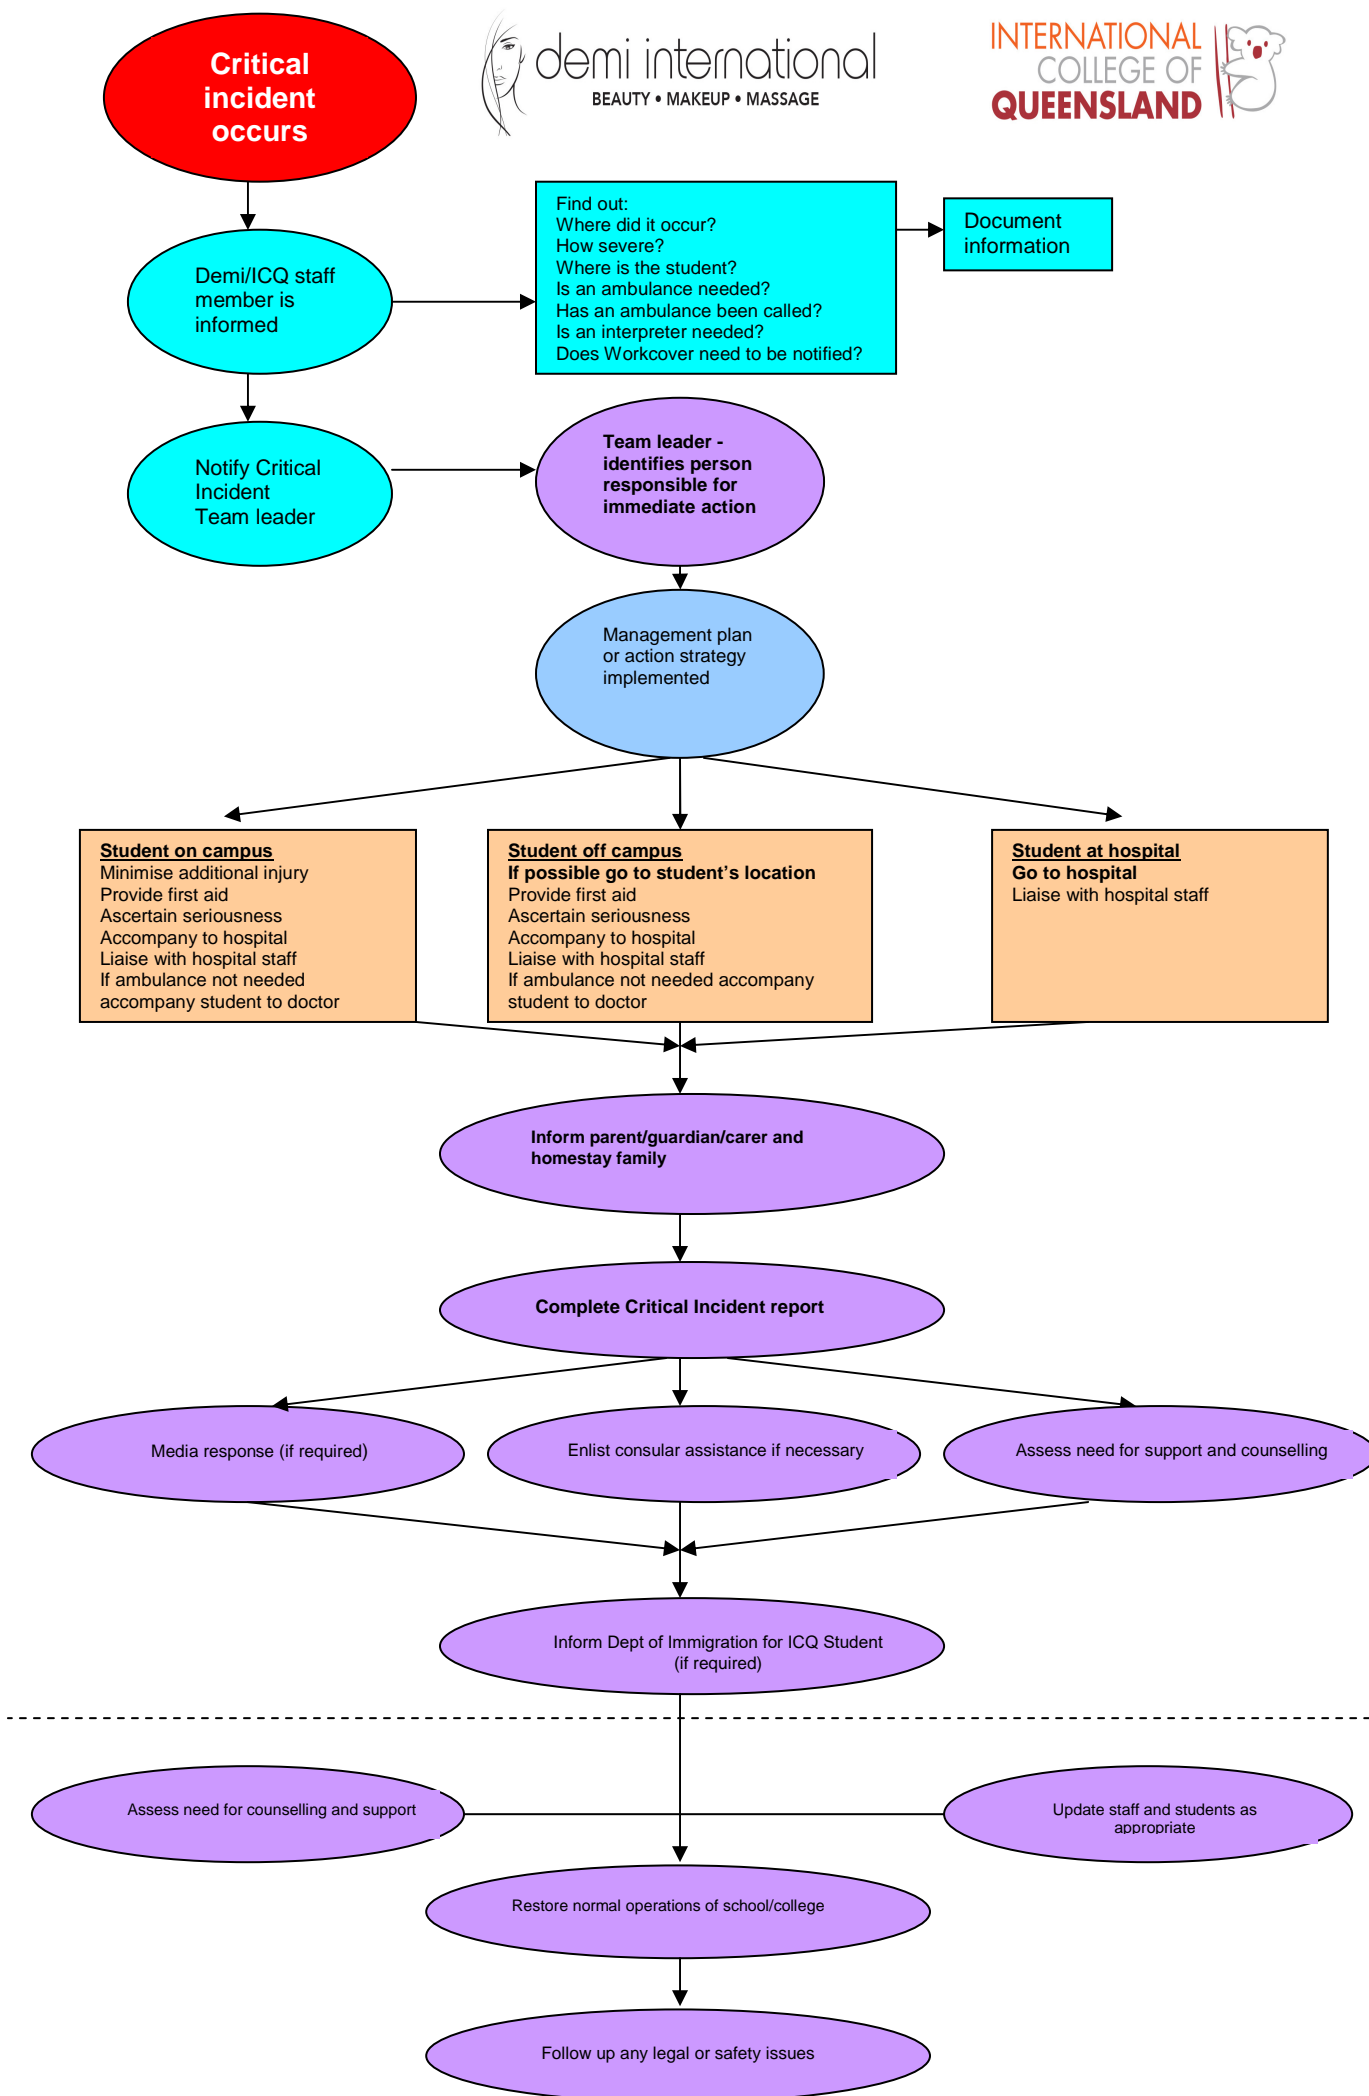 Critical
incident
occurs
demi international
BEAUTY • MAKEUP • MASSAGE
INTERNATIONAL
COLLEGE OF
QUEENSLAND
Find out:
Where did it occur?
How severe?
Where is the student?
Is an ambulance needed?
Has an ambulance been called?
Is an interpreter needed?
Does Workcover need to be notified?
Document
information
Demi/ICQ staff
member is
informed
Notify Critical
Incident
Team leader
Team leader -
identifies person
responsible for
immediate action
Management plan
or action strategy
implemented
Student on campus
Minimise additional injury
Provide first aid
Ascertain seriousness
Accompany to hospital
Liaise with hospital staff
If ambulance not needed
accompany student to doctor
Student off campus
If possible go to student’s location
Provide first aid
Ascertain seriousness
Accompany to hospital
Liaise with hospital staff
If ambulance not needed accompany
student to doctor
Student at hospital
Go to hospital
Liaise with hospital staff
Inform parent/guardian/carer and
homestay family
Complete Critical Incident report
Media response (if required)
Enlist consular assistance if necessary
Assess need for support and counselling
Inform Dept of Immigration for ICQ Student
(if required)
Assess need for counselling and support
Update staff and students as
appropriate
Restore normal operations of school/college
Follow up any legal or safety issues